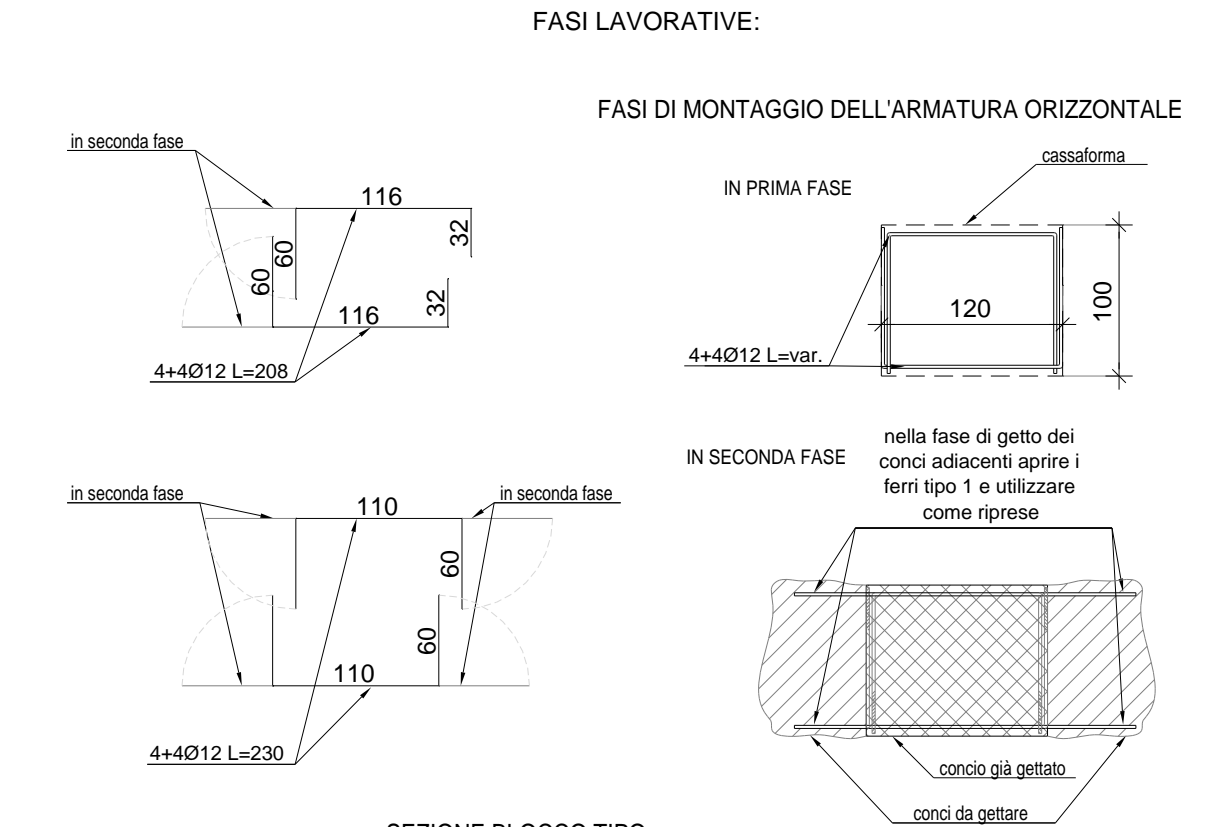 FASI LAVORATIVE:
FASI DI MONTAGGIO DELL'ARMATURA ORIZZONTALE
in seconda fase
116
32
60
60
32
116
4+4Ø12 L=208
cassaforma
IN PRIMA FASE
120
100
4+4Ø12 L=var.
in seconda fase
in seconda fase
110
60
60
110
4+4Ø12 L=230
IN SECONDA FASE
nella fase di getto dei
conci adiacenti aprire i
ferri tipo 1 e utilizzare
come riprese
concio già gettato
conci da gettare
SEZIONE BLOCCO TIPO